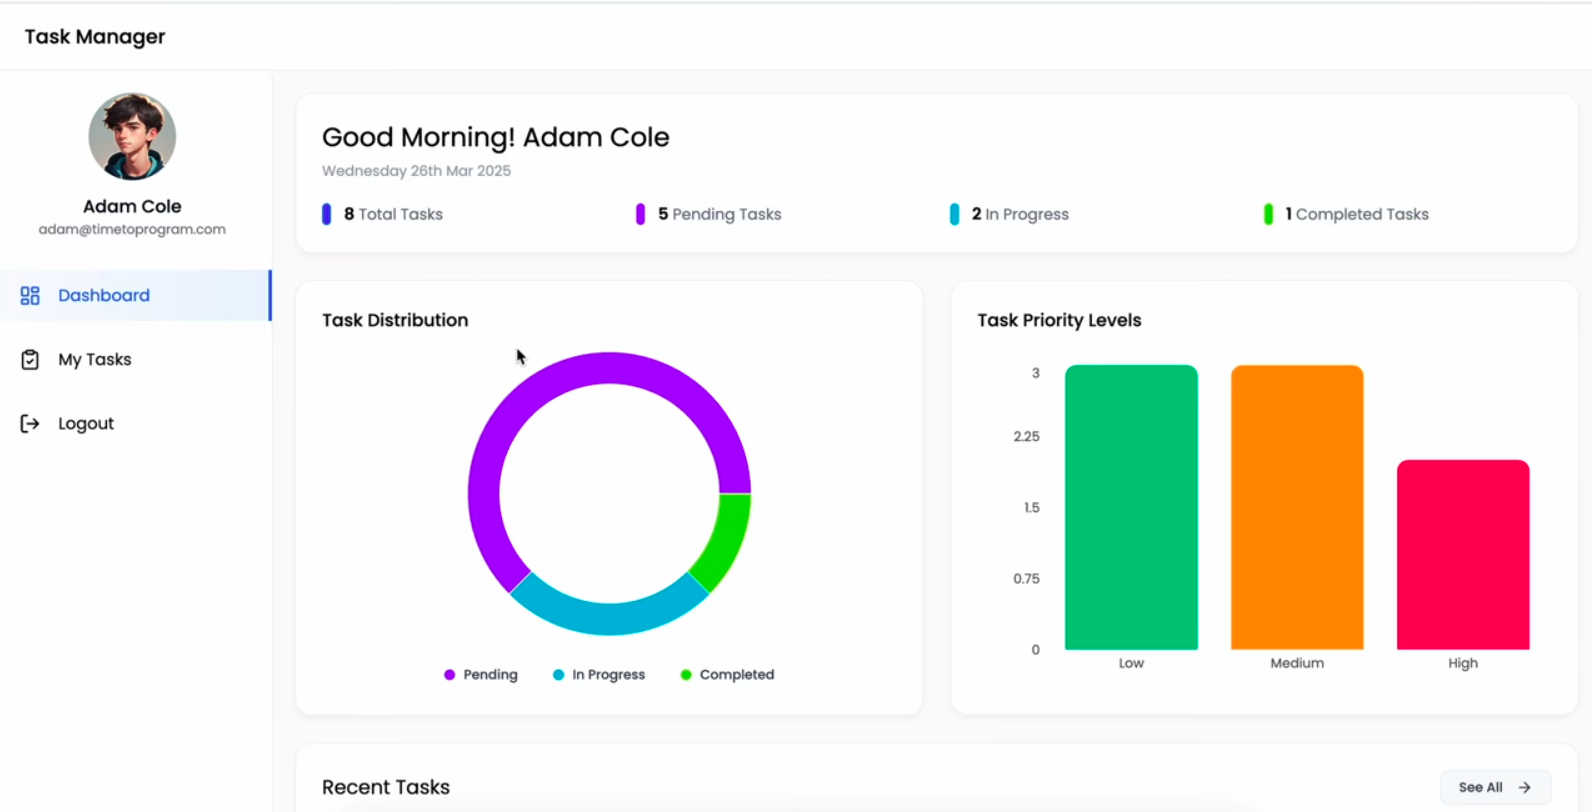 Task Manager
Adam Cole
adam@timetoprogram.com
Dashboard
My Tasks
Logout
Good Morning! Adam Cole
Wednesday 26th Mar 2025
8 Total Tasks
5 Pending Tasks
2 In Progress
1 Completed Tasks
Task Distribution
Pending
In Progress
Completed
Task Priority Levels
3
2.25
1.5
0.75
0
Low
Medium
High
Recent Tasks
See All